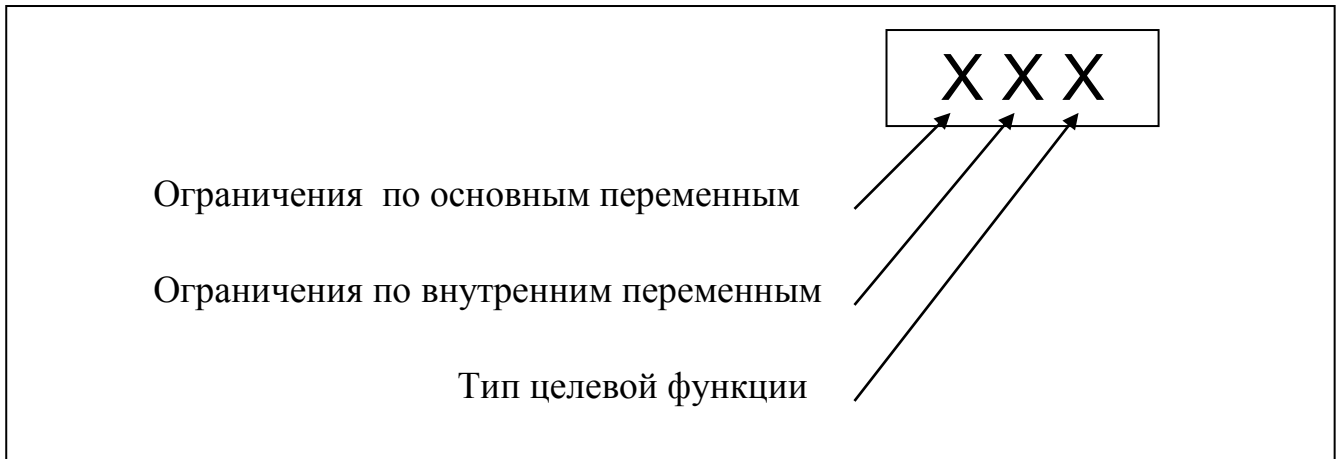 X X X
Ограничения по основным переменным
Ограничения по внутренним переменным
Тип целевой функции